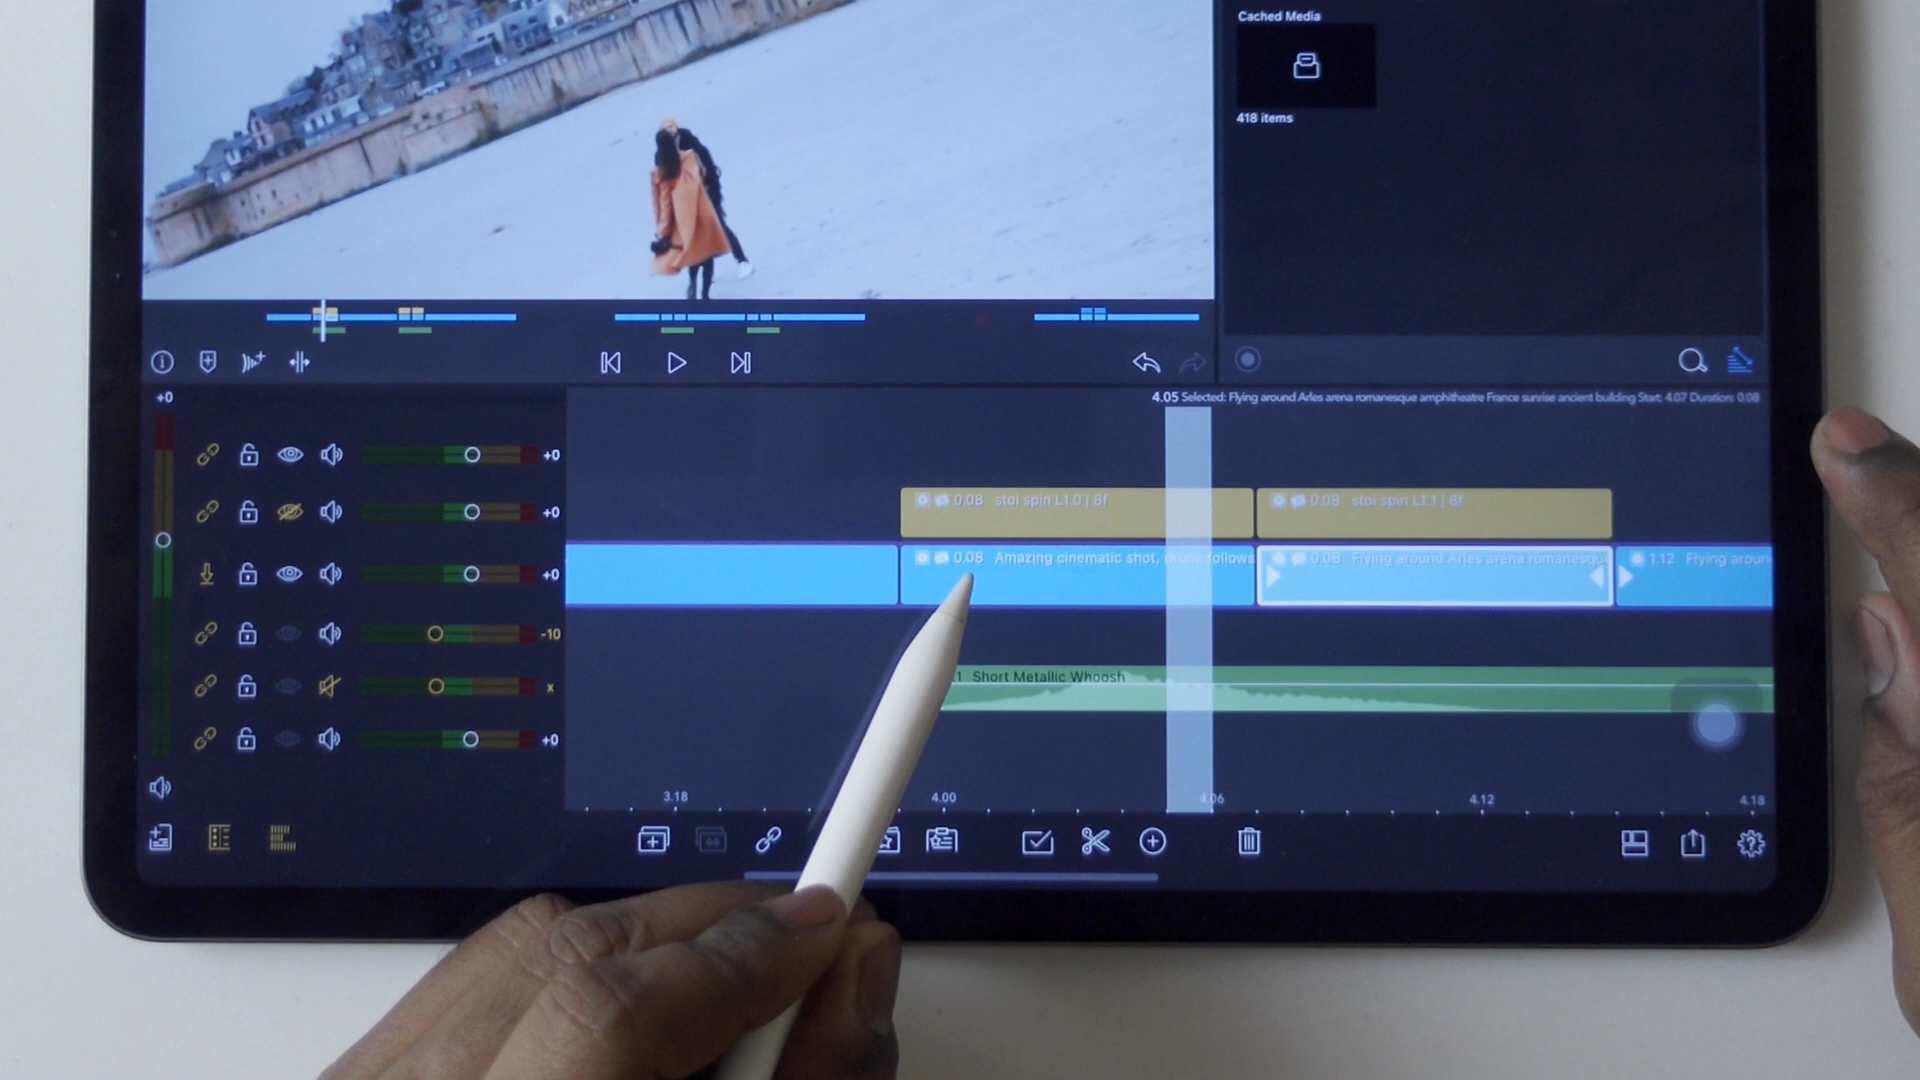 Cached Media
418 items
+0
4.05 Selected: Flying around Arles arena romanesque amphitheatre France sunrise ancient building Start: 4.07 Duration: 0.08
+0
+0
0.08 stoi spin L1.0 | 8f
0.08 stoi spin L1.1 | 8f
+0
0.08 Amazing cinematic shot, drone follows
0.08 Flying around Arles arena romanesque
1.12 Flying aroun
-10
x
1 Short Metallic Whoosh
+0
3.18
4.00
4.06
4.12
4.18